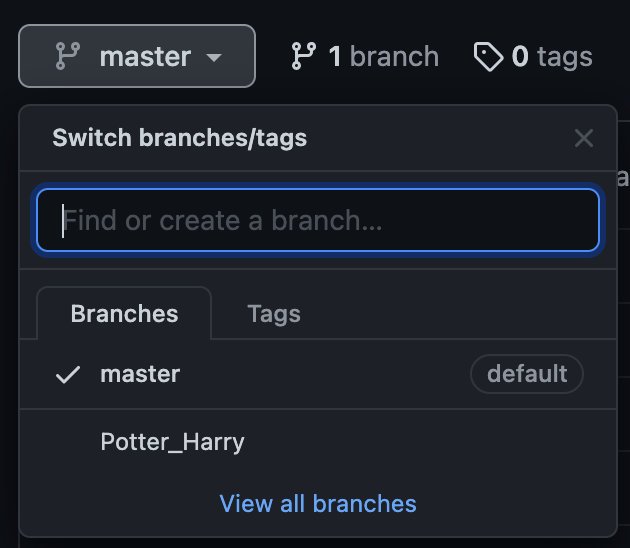 master 1 branch 0 tags
Switch branches/tags
Find or create a branch...
Branches Tags
master default
Potter_Harry
View all branches